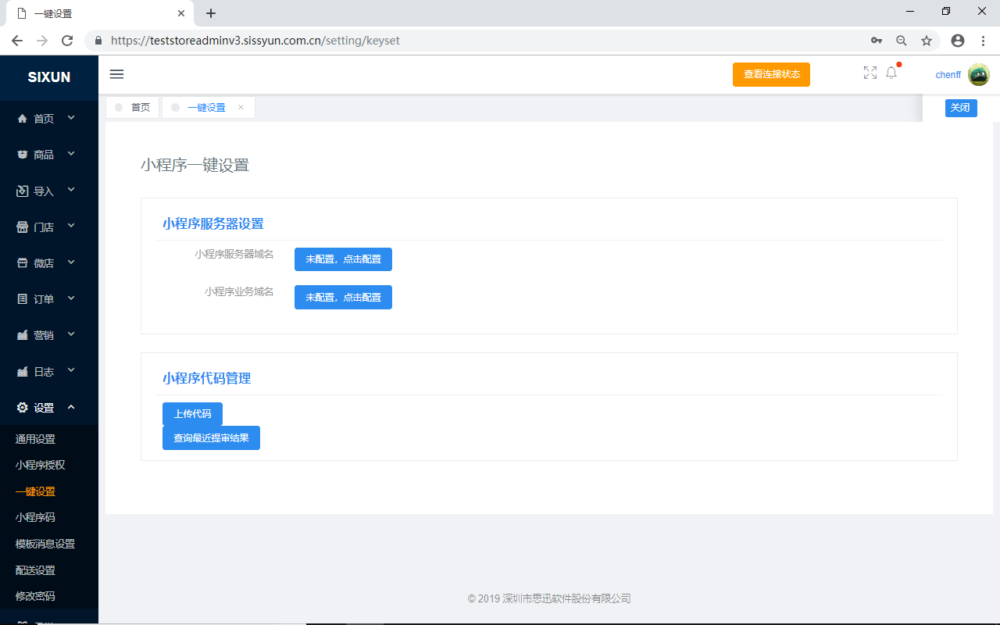 一键设置
https://teststoreadminv3.sissyun.com.cn/setting/keyset
SIXUN
查看连接状态
chenff
首页
一键设置
关闭
首页
商品
导入
门店
微店
订单
营销
日志
设置
通用设置
小程序授权
一键设置
小程序码
模板消息设置
配送设置
修改密码
小程序一键设置
小程序服务器设置
小程序服务器域名
未配置，点击配置
小程序业务域名
未配置，点击配置
小程序代码管理
上传代码
查询最近提审结果
© 2019 深圳市思迅软件股份有限公司